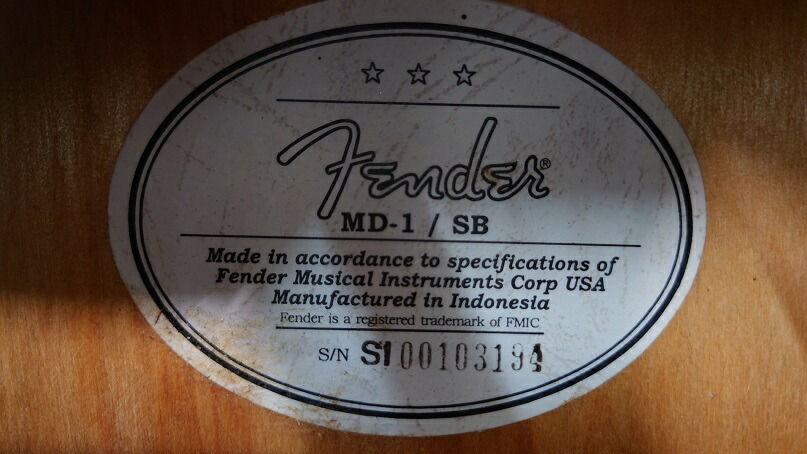 Fender®
MD-1 / SB
Made in accordance to specifications of
Fender Musical Instruments Corp USA
Manufactured in Indonesia
Fender is a registered trademark of FMIC
S/N SI00103194